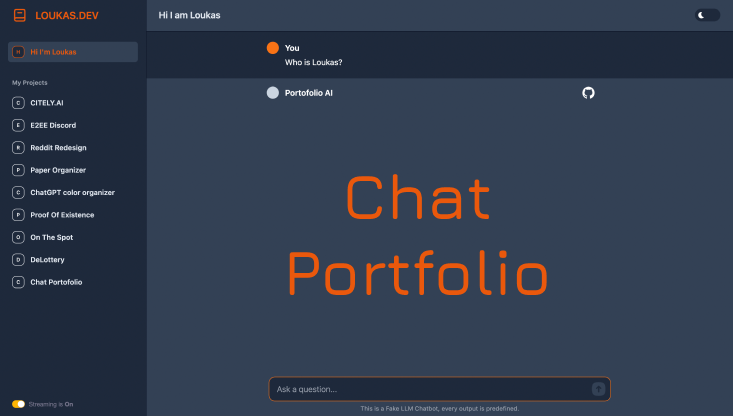 LOUKAS.DEV
H Hi I'm Loukas
My Projects
C CITELY.AI
E E2EE Discord
R Reddit Redesign
P Paper Organizer
C ChatGPT color organizer
P Proof Of Existence
O On The Spot
D DeLottery
C Chat Portofolio
Streaming is On
Hi I am Loukas
You
Who is Loukas?
Portofolio AI
Chat
Portfolio
Ask a question...
This is a Fake LLM Chatbot, every output is predefined.